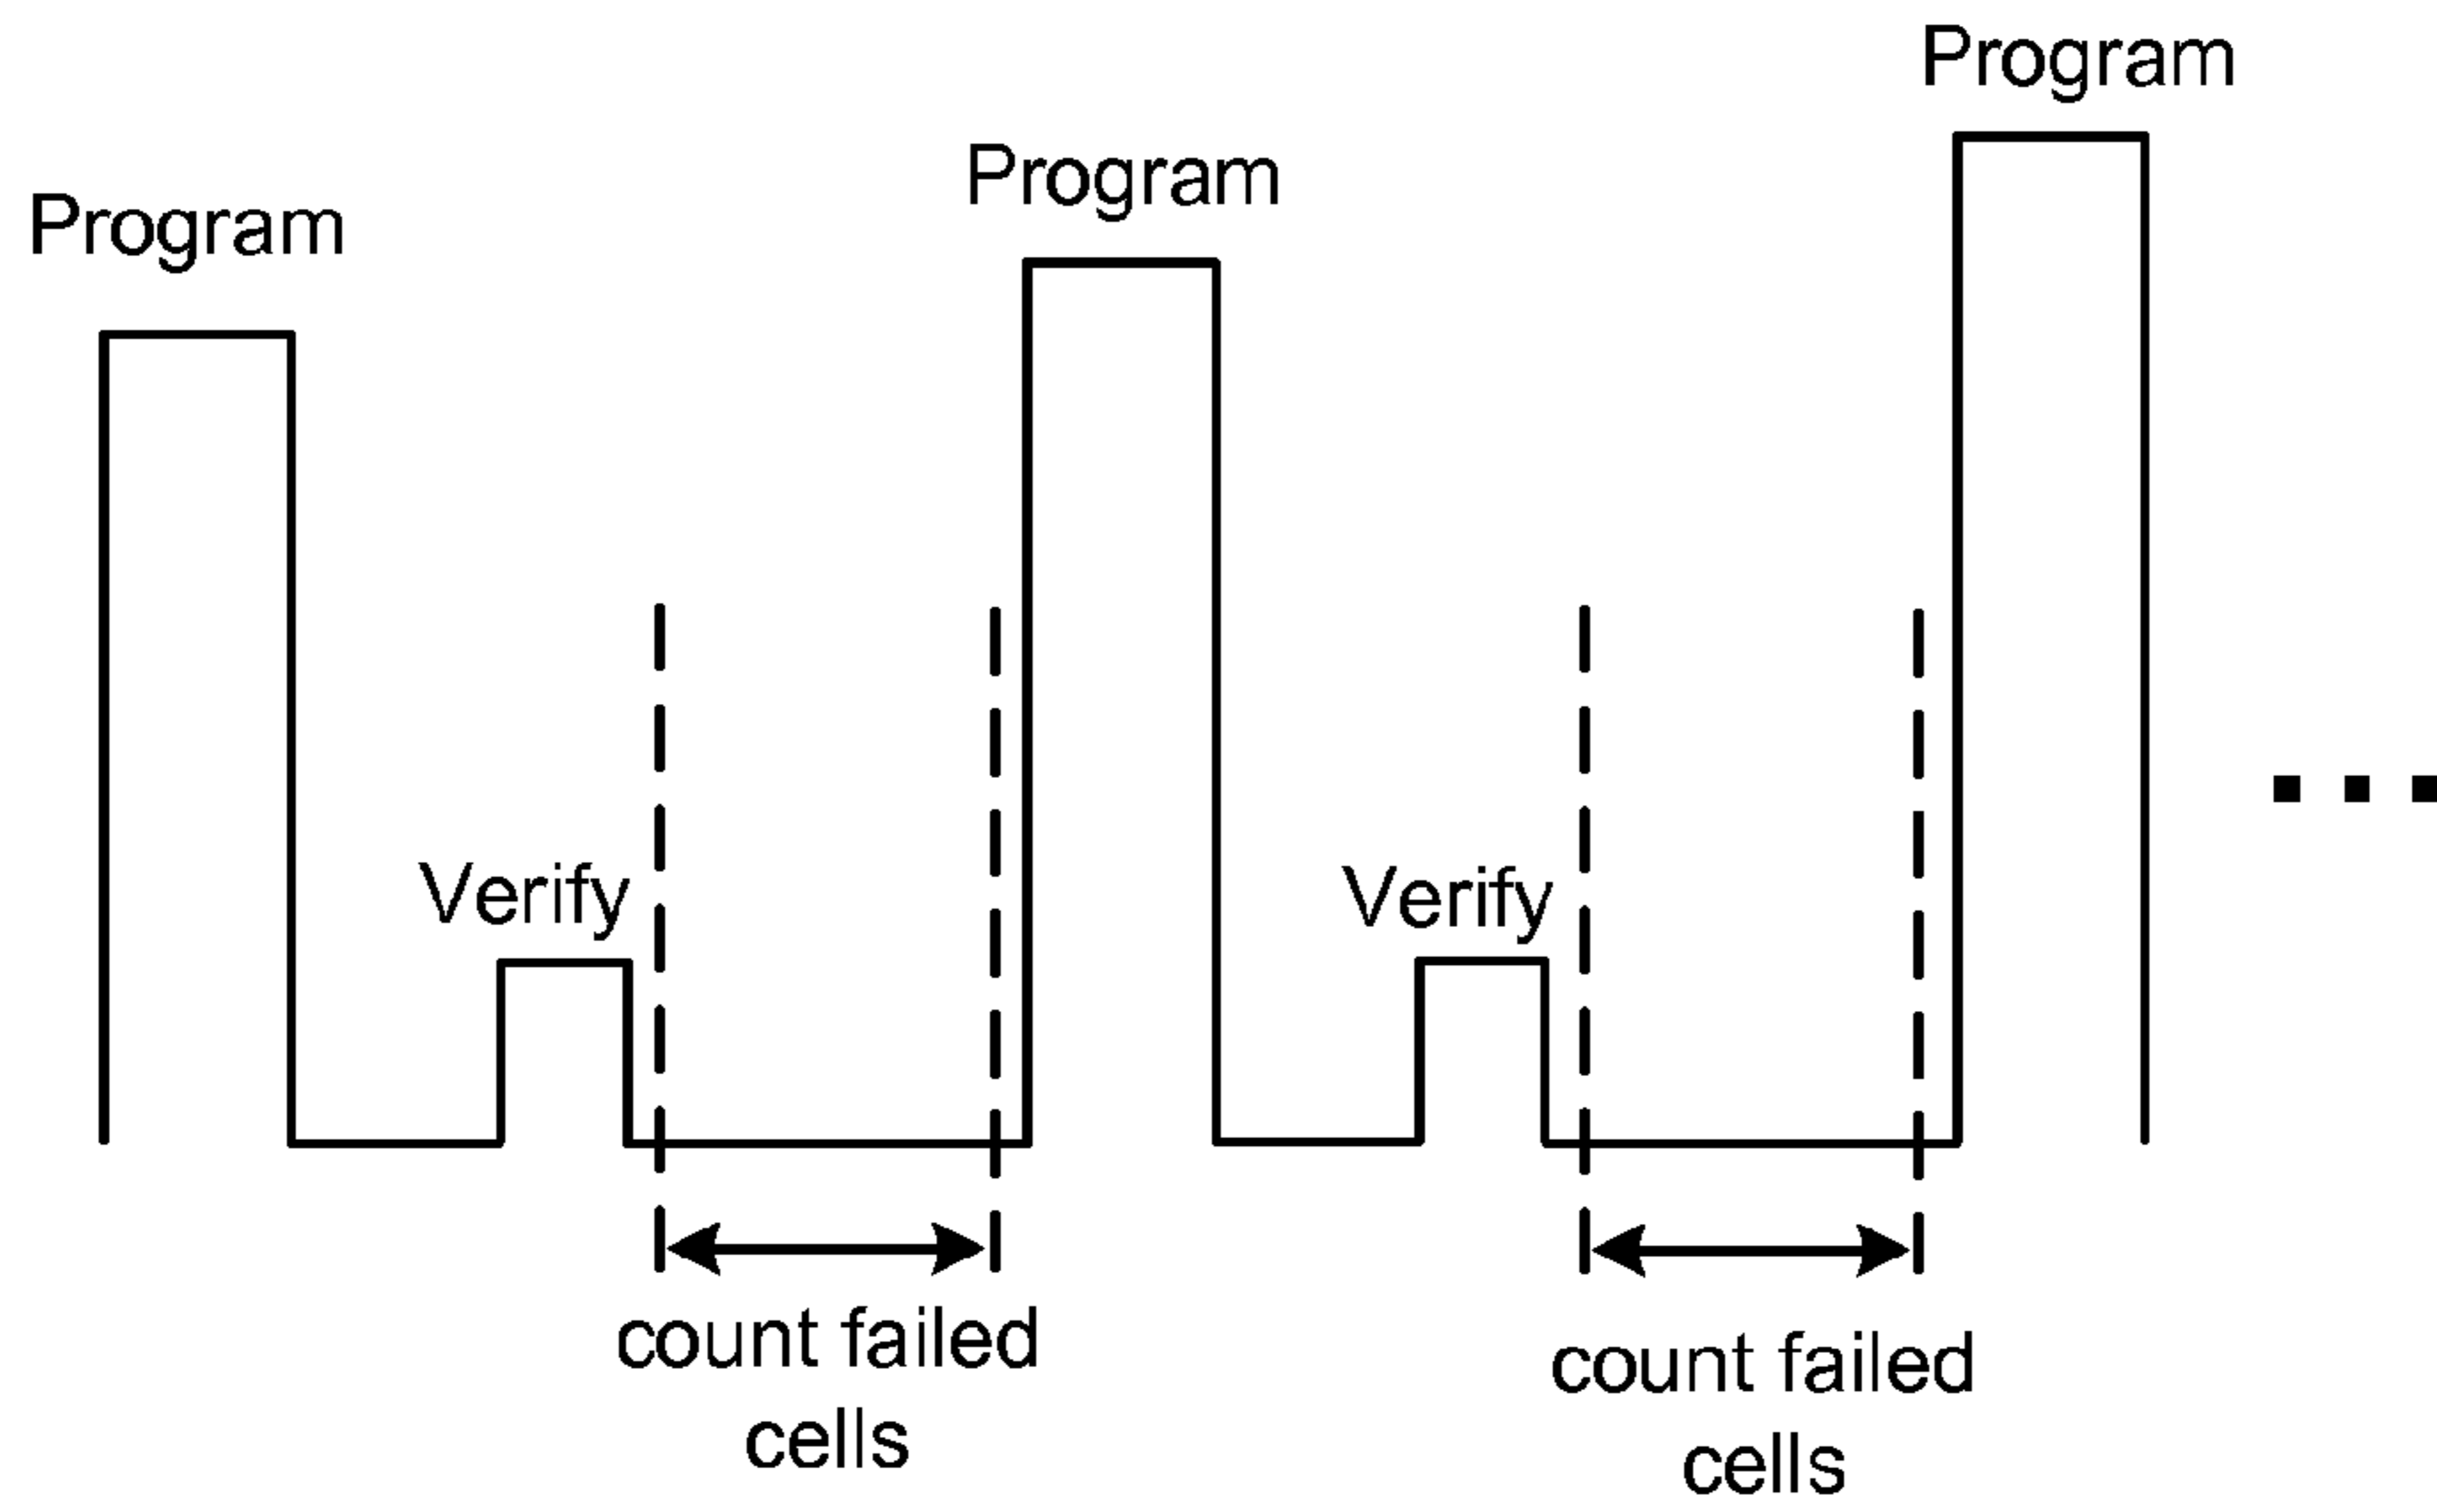 Program
Program
Program
Verify
Verify
count failed
cells
count failed
cells